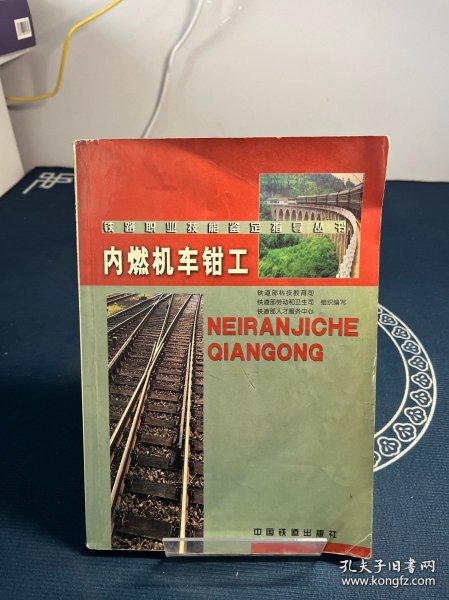 铁路职业技能鉴定指导丛书
内燃机车钳工
铁道部科技教育司
铁道部劳动和卫生司 组织编写
铁道部人才服务中心
NEIRANJICHE
QIANGONG
中国铁道出版社
孔夫子旧书网
www.kongfz.com